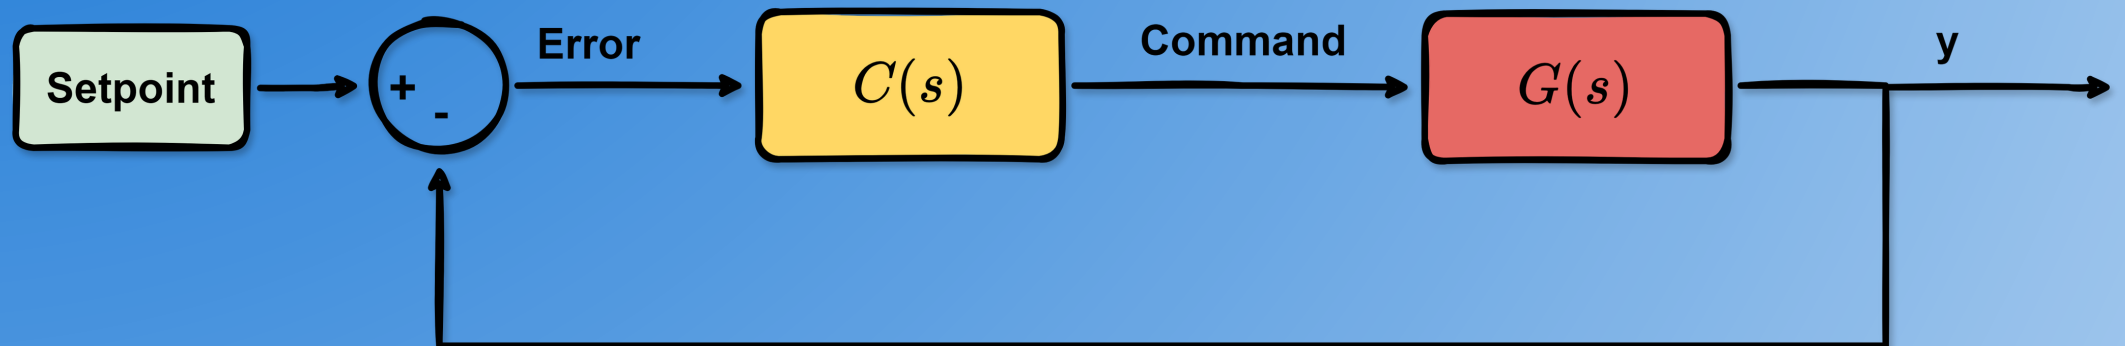 Setpoint
+
-
Error
C(s)
Command
G(s)
y